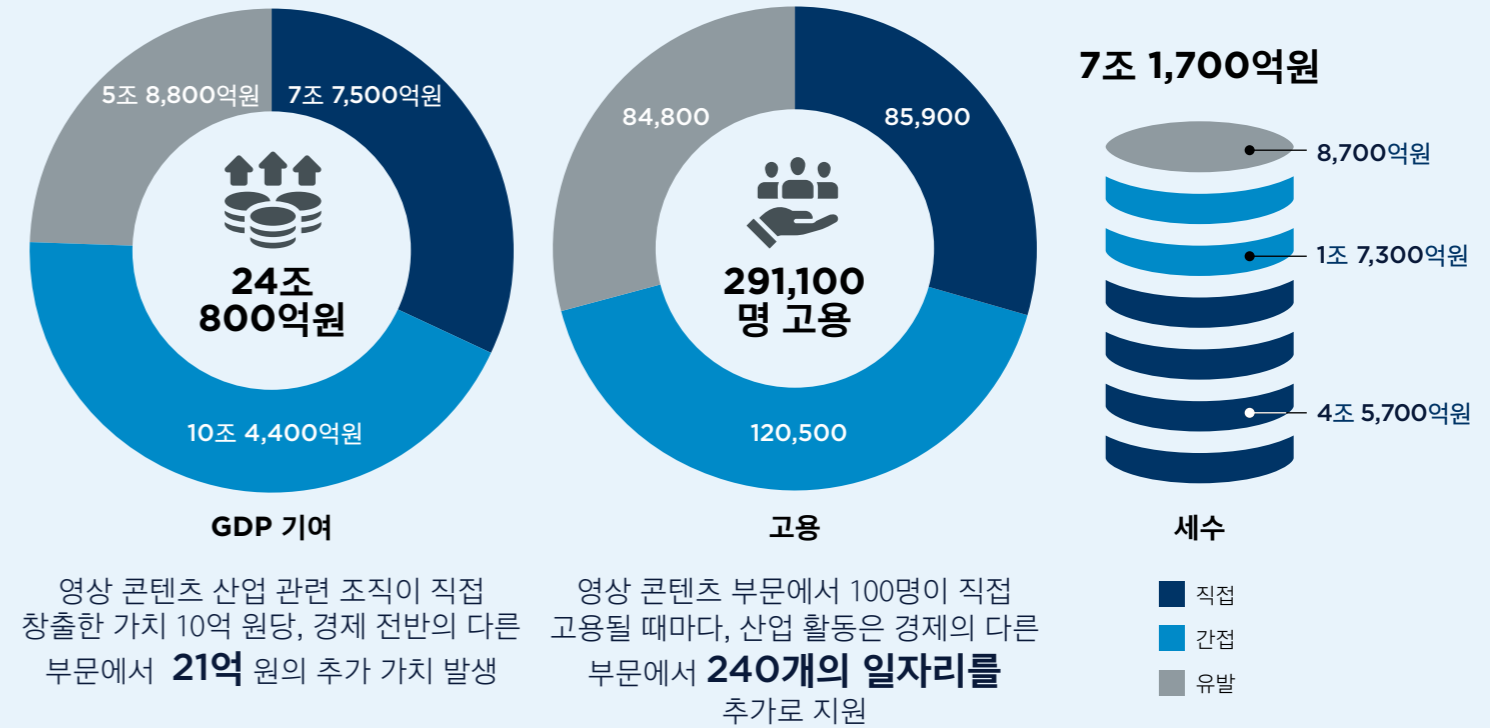 5조 8,800억원
7조 7,500억원
24조
800억원
10조 4,400억원
GDP 기여
영상 콘텐츠 산업 관련 조직이 직접
창출한 가치 10억 원당, 경제 전반의 다른
부문에서 21억 원의 추가 가치 발생
84,800
85,900
291,100
명 고용
120,500
고용
영상 콘텐츠 부문에서 100명이 직접
고용될 때마다, 산업 활동은 경제의 다른
부문에서 240개의 일자리를
추가로 지원
7조 1,700억원
8,700억원
1조 7,300억원
4조 5,700억원
세수
직접
간접
유발